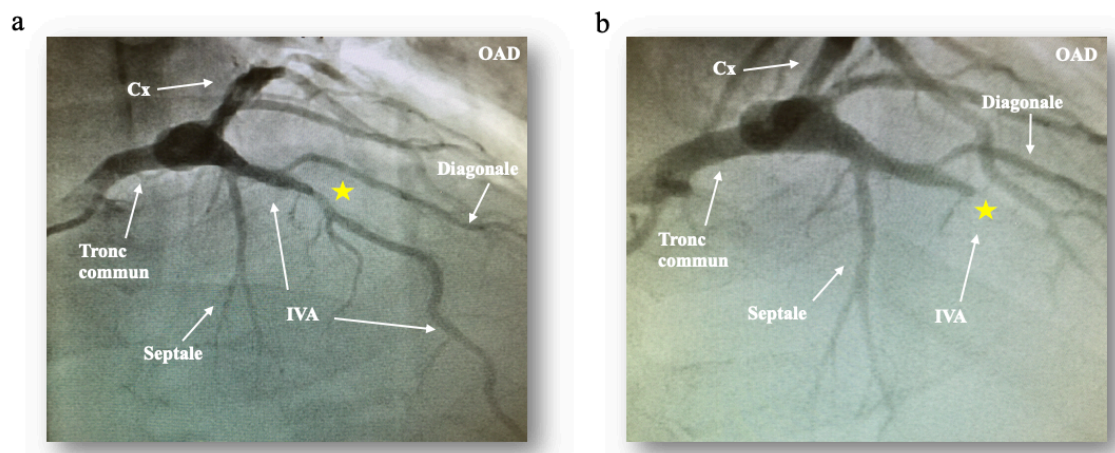 a
OAD
Cx
Diagonale
Tronc
commun
IVA
Septale
b
OAD
Cx
Diagonale
Tronc
commun
Septale
IVA